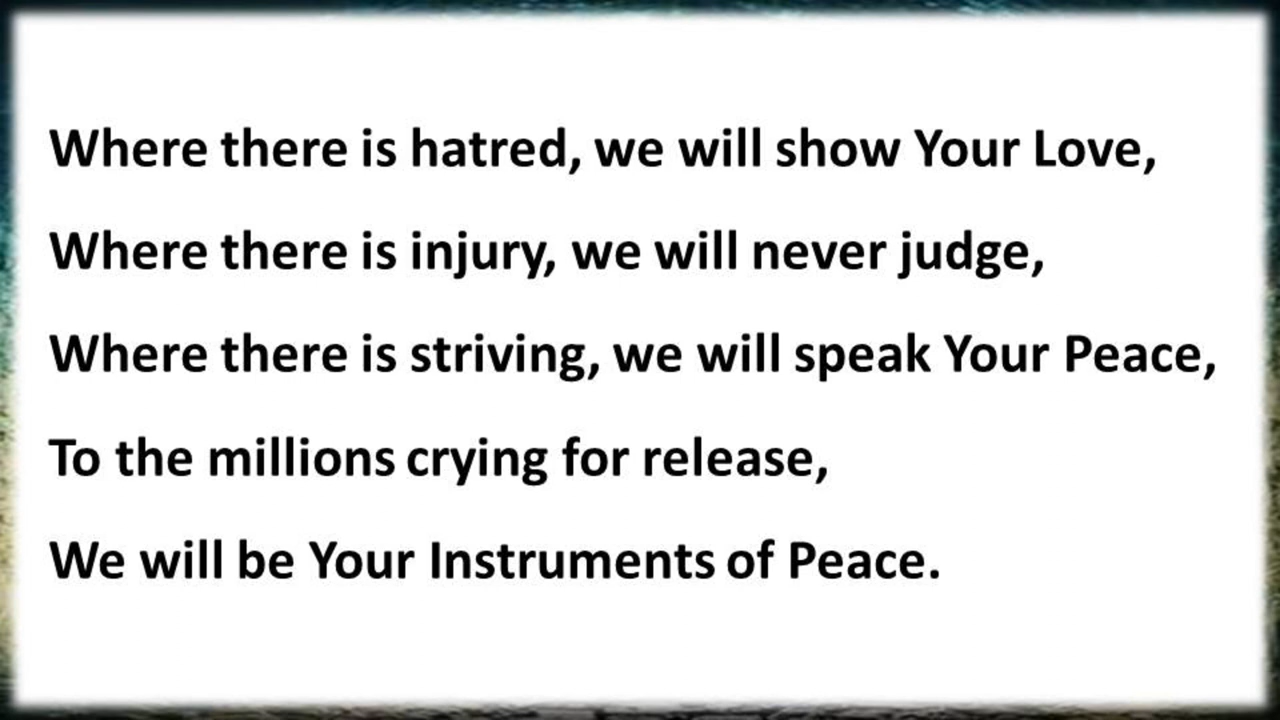 Where there is hatred, we will show Your Love,
Where there is injury, we will never judge,
Where there is striving, we will speak Your Peace,
To the millions crying for release,
We will be Your Instruments of Peace.